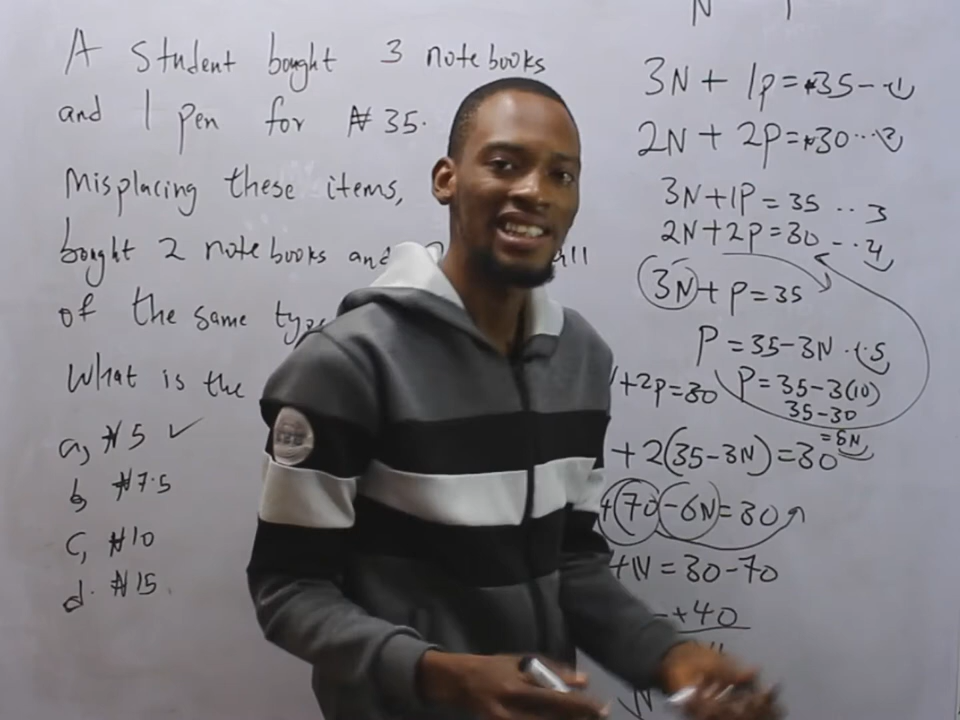 A student bought 3 notebooks
and 1 pen for ₦35.
Misplacing these items,
bought 2 notebooks and
all
of the same type
What is the
a, ₦5 ✓
b, ₦7.5
c, ₦10
d. ₦15
N
3N + 1p = ₦35 --- (1)
2N + 2p = ₦30 ... 2
3N + 1P = 35 .. 3
2N + 2P = 30 -.. 4
3N + P = 35
P = 35 - 3N ... 5
+2p = 30
P = 35 - 3(10)
35 - 30
+ 2(35 - 3N) = 30
70 - 6N = 30
N = 30 - 70
40
N